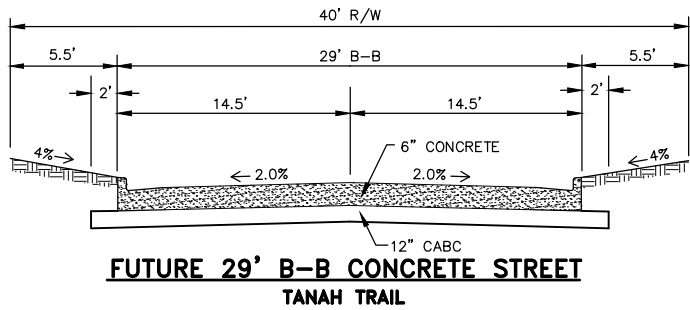 40' R/W
5.5' 29' B-B 5.5'
2' 14.5' 14.5' 2'
4% 4%
6" CONCRETE
2.0% 2.0%
12" CABC
FUTURE 29' B-B CONCRETE STREET
TANAH TRAIL